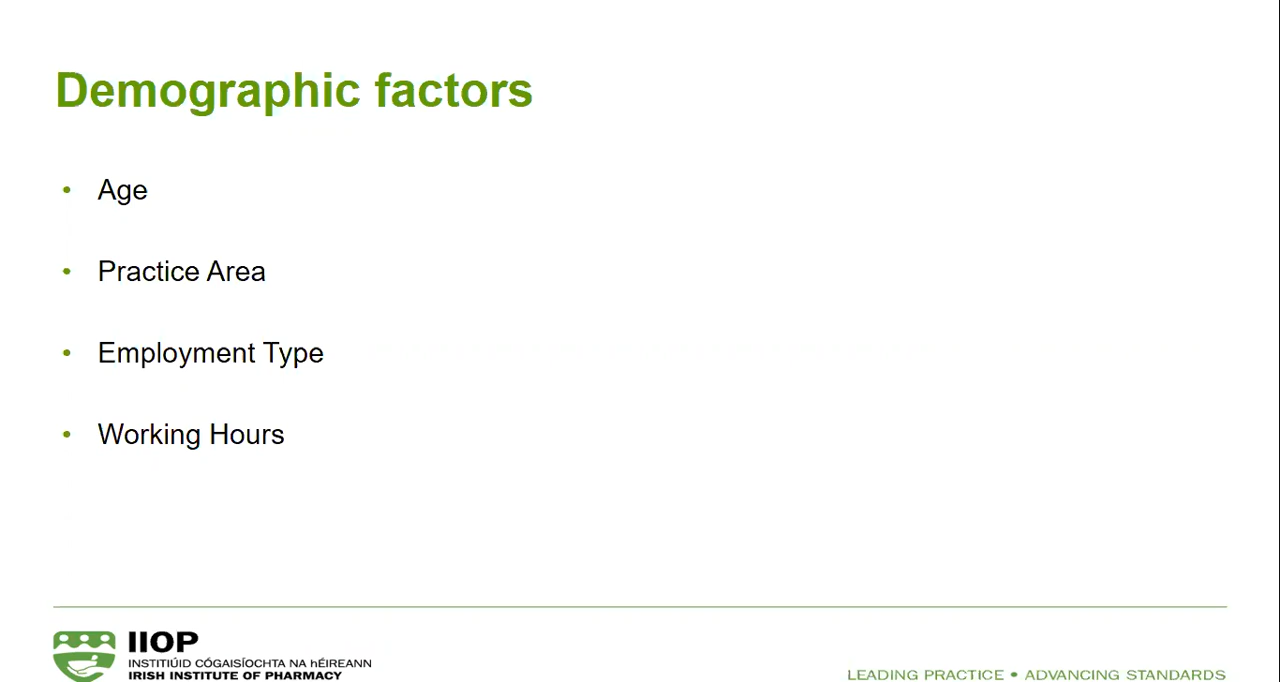 Demographic factors
• Age
• Practice Area
• Employment Type
• Working Hours
IIOP
INSTITIÚID CÓGAISÍOCHTA NA hÉIREANN
IRISH INSTITUTE OF PHARMACY
LEADING PRACTICE • ADVANCING STANDARDS